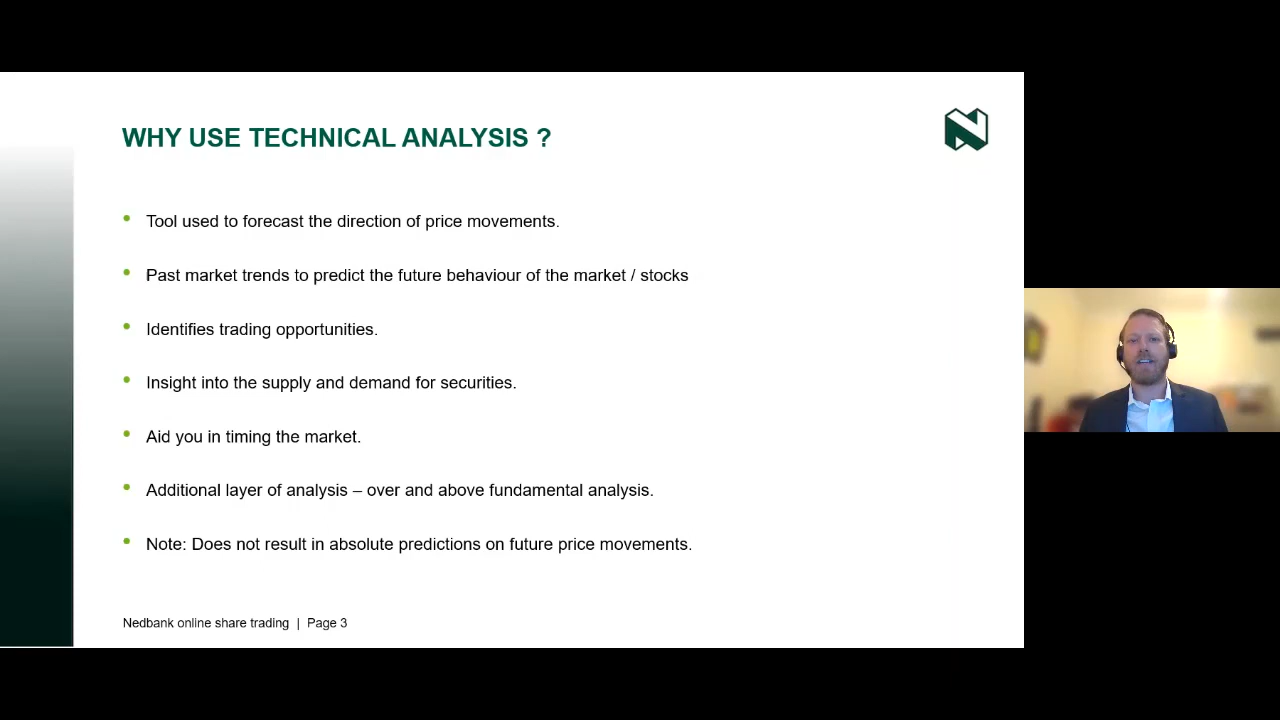 WHY USE TECHNICAL ANALYSIS ?
Tool used to forecast the direction of price movements.
Past market trends to predict the future behaviour of the market / stocks
Identifies trading opportunities.
Insight into the supply and demand for securities.
Aid you in timing the market.
Additional layer of analysis – over and above fundamental analysis.
Note: Does not result in absolute predictions on future price movements.
Nedbank online share trading | Page 3